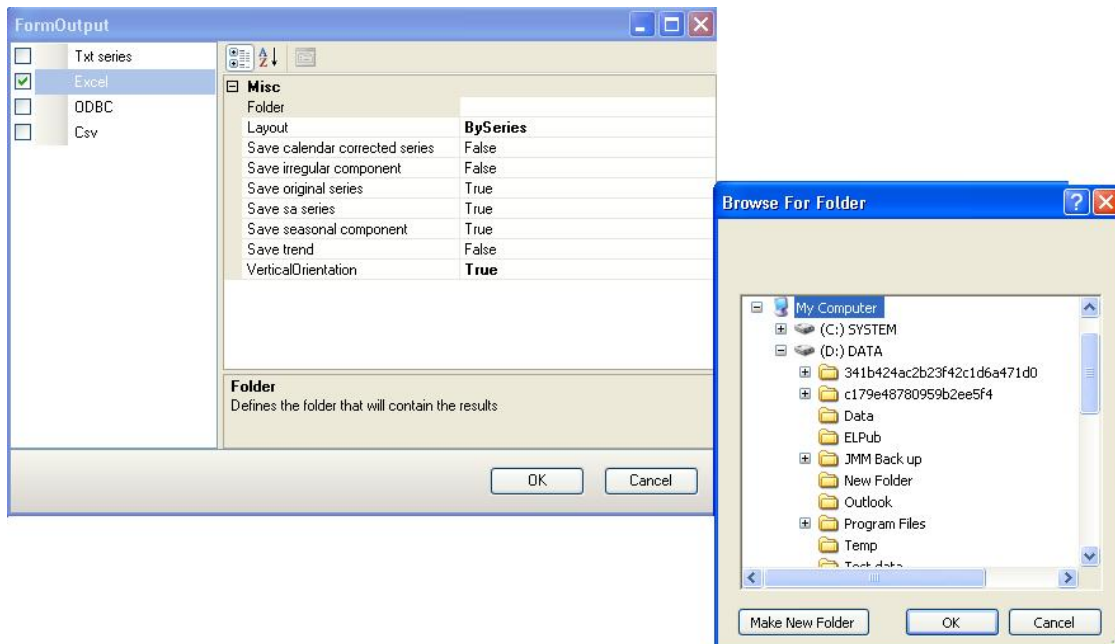 FormOutput
Txt series
Excel
ODBC
Csv
Misc
Folder
Layout BySeries
Save calendar corrected series False
Save irregular component False
Save original series True
Save sa series True
Save seasonal component True
Save trend False
VerticalOrientation True
Folder
Defines the folder that will contain the results
OK Cancel
Browse For Folder
My Computer
(C:) SYSTEM
(D:) DATA
341b424ac2b23f42c1d6a471d0
c179e48780959b2ee5f4
Data
ELPub
JMM Back up
New Folder
Outlook
Program Files
Temp
Test data
Make New Folder OK Cancel